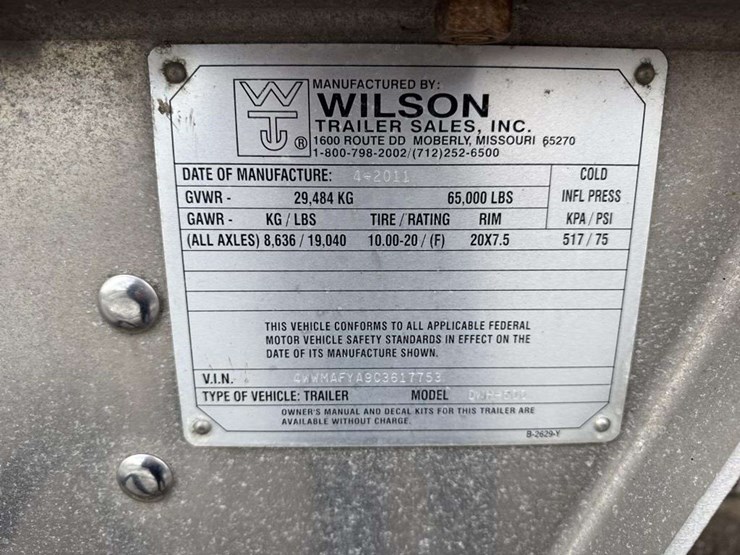 MANUFACTURED BY:
WILSON
TRAILER SALES, INC.
1600 ROUTE DD MOBERLY, MISSOURI 65270
1-800-798-2002/(712)252-6500
WT ®
DATE OF MANUFACTURE: 4-2011 COLD
GVWR - 29,484 KG 65,000 LBS INFL PRESS
GAWR - KG / LBS TIRE / RATING RIM KPA / PSI
(ALL AXLES) 8,636 / 19,040 10.00-20 / (F) 20X7.5 517 / 75
THIS VEHICLE CONFORMS TO ALL APPLICABLE FEDERAL
MOTOR VEHICLE SAFETY STANDARDS IN EFFECT ON THE
DATE OF ITS MANUFACTURE SHOWN.
V.I.N. 4WWMAFYA9C3617753
TYPE OF VEHICLE: TRAILER MODEL
OWNER'S MANUAL AND DECAL KITS FOR THIS TRAILER ARE
AVAILABLE WITHOUT CHARGE.
B-2629-Y